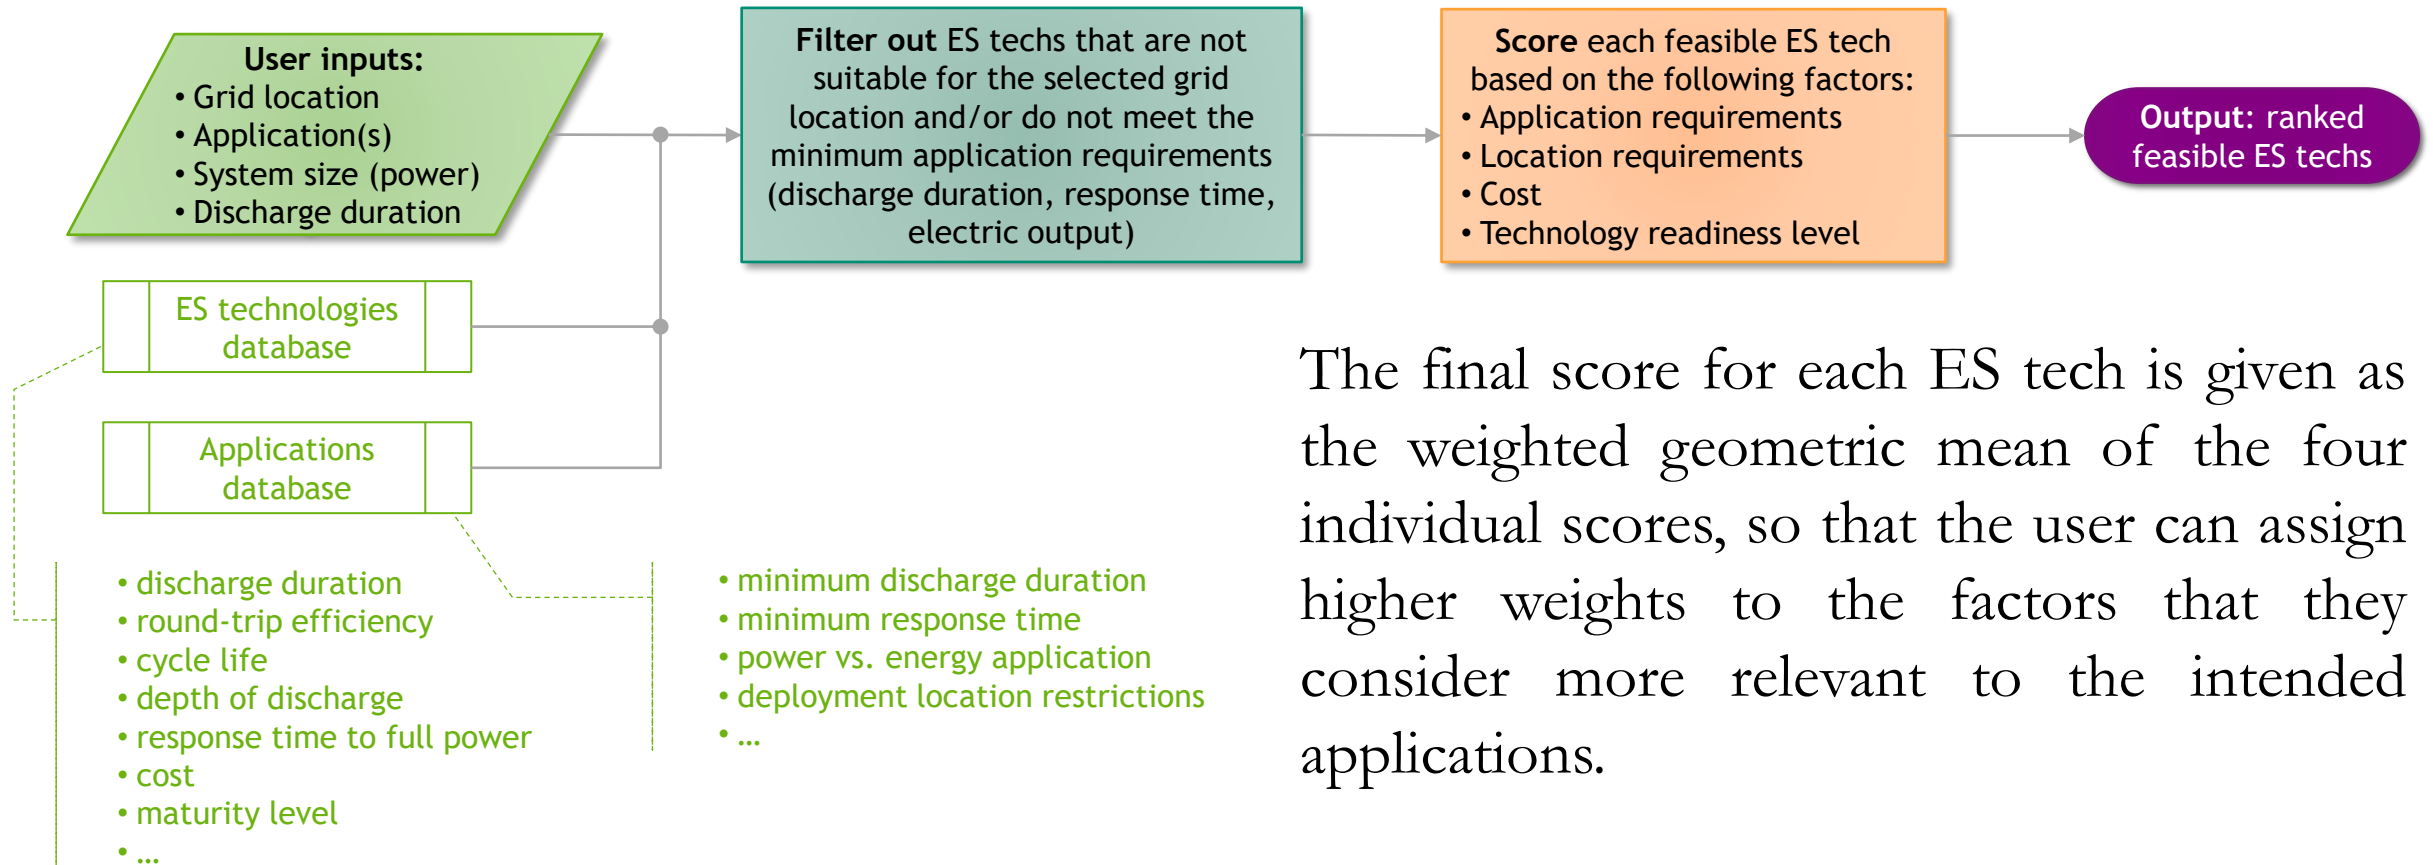 User inputs:
• Grid location
• Application(s)
• System size (power)
• Discharge duration
Filter out ES techs that are not
suitable for the selected grid
location and/or do not meet the
minimum application requirements
(discharge duration, response time,
electric output)
Score each feasible ES tech
based on the following factors:
• Application requirements
• Location requirements
• Cost
• Technology readiness level
Output: ranked
feasible ES techs
ES technologies
database
Applications
database
• discharge duration
• round-trip efficiency
• cycle life
• depth of discharge
• response time to full power
• cost
• maturity level
• ...
• minimum discharge duration
• minimum response time
• power vs. energy application
• deployment location restrictions
• ...
The final score for each ES tech is given as
the weighted geometric mean of the four
individual scores, so that the user can assign
higher weights to the factors that they
consider more relevant to the intended
applications.